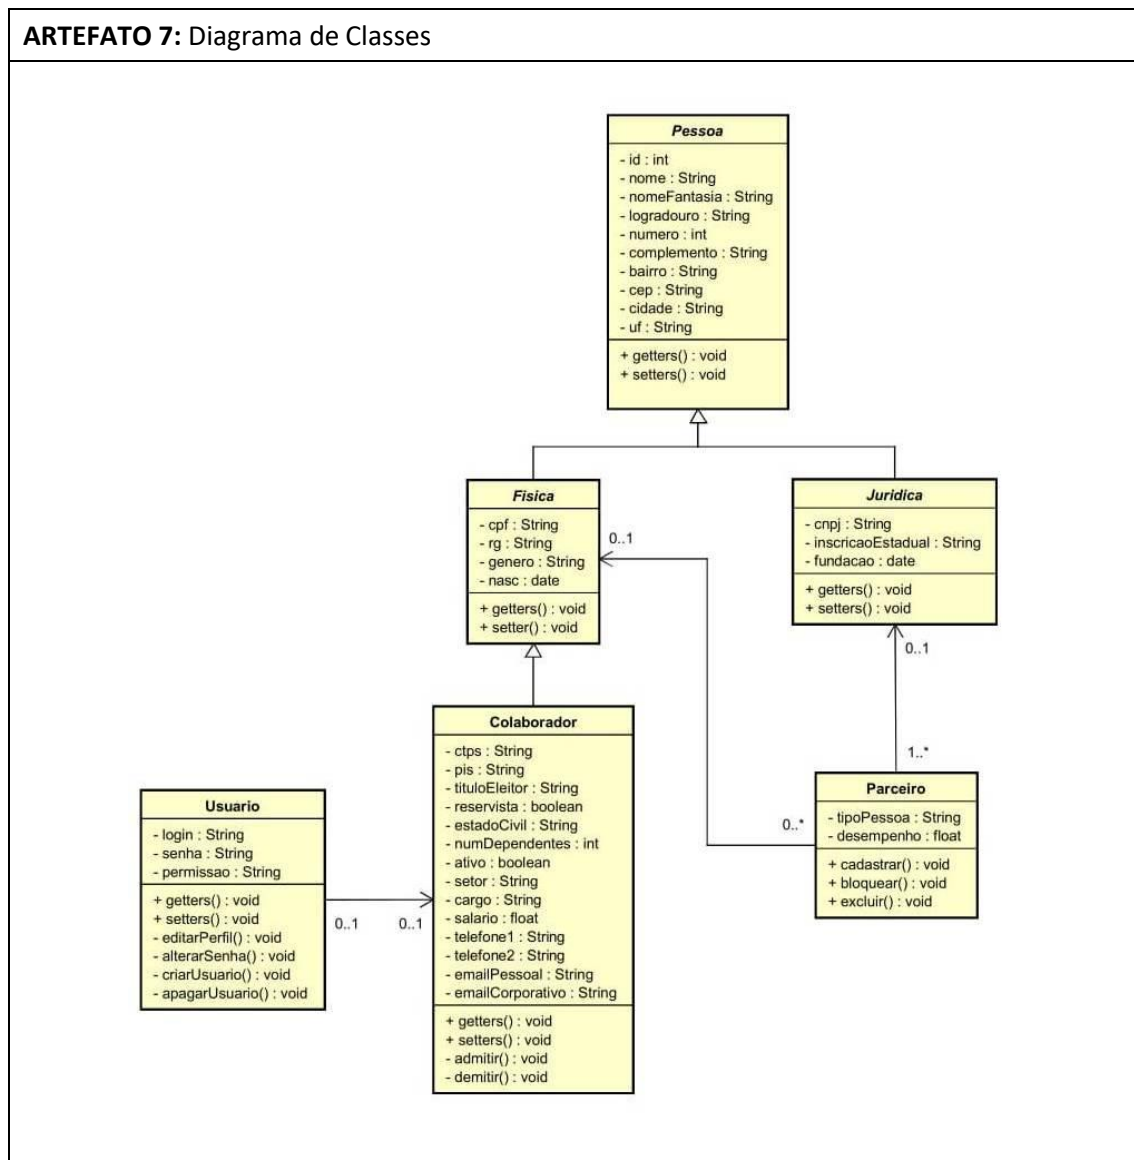 ARTEFATO 7: Diagrama de Classes
Pessoa
- id : int
- nome : String
- nomeFantasia : String
- logradouro : String
- numero : int
- complemento : String
- bairro : String
- cep : String
- cidade : String
- uf : String
+ getters() : void
+ setters() : void
Fisica
- cpf : String
- rg : String
- genero : String
- nasc : date
+ getters() : void
+ setter() : void
0..1
Juridica
- cnpj : String
- inscricaoEstadual : String
- fundacao : date
+ getters() : void
+ setters() : void
0..1
1..*
Colaborador
- ctps : String
- pis : String
- tituloEleitor : String
- reservista : boolean
- estadoCivil : String
- numDependentes : int
- ativo : boolean
- setor : String
- cargo : String
- salario : float
- telefone1 : String
- telefone2 : String
- emailPessoal : String
- emailCorporativo : String
+ getters() : void
+ setters() : void
- admitir() : void
- demitir() : void
Usuario
- login : String
- senha : String
- permissao : String
+ getters() : void
+ setters() : void
- editarPerfil() : void
- alterarSenha() : void
- criarUsuario() : void
- apagarUsuario() : void
0..1
0..1
0..*
Parceiro
- tipoPessoa : String
- desempenho : float
+ cadastrar() : void
+ bloquear() : void
+ excluir() : void